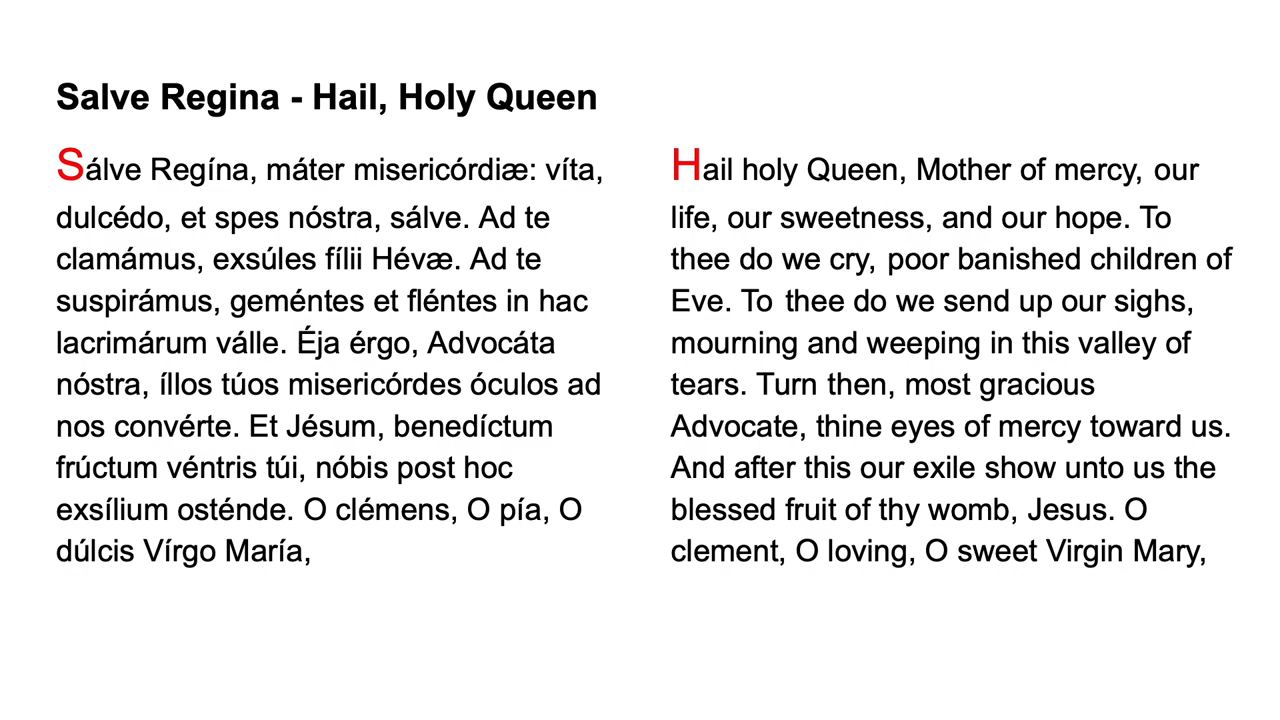 Salve Regina - Hail, Holy Queen
Sálve Regína, máter misericórdiæ: víta,
dulcédo, et spes nóstra, sálve. Ad te
clamámus, exsúles fílii Hévæ. Ad te
suspirámus, geméntes et fléntes in hac
lacrimárum válle. Éja érgo, Advocáta
nóstra, íllos túos misericórdes óculos ad
nos convérte. Et Jésum, benedíctum
frúctum véntris túi, nóbis post hoc
exsílium osténde. O clémens, O pía, O
dúlcis Vírgo María,
Hail holy Queen, Mother of mercy, our
life, our sweetness, and our hope. To
thee do we cry, poor banished children of
Eve. To thee do we send up our sighs,
mourning and weeping in this valley of
tears. Turn then, most gracious
Advocate, thine eyes of mercy toward us.
And after this our exile show unto us the
blessed fruit of thy womb, Jesus. O
clement, O loving, O sweet Virgin Mary,